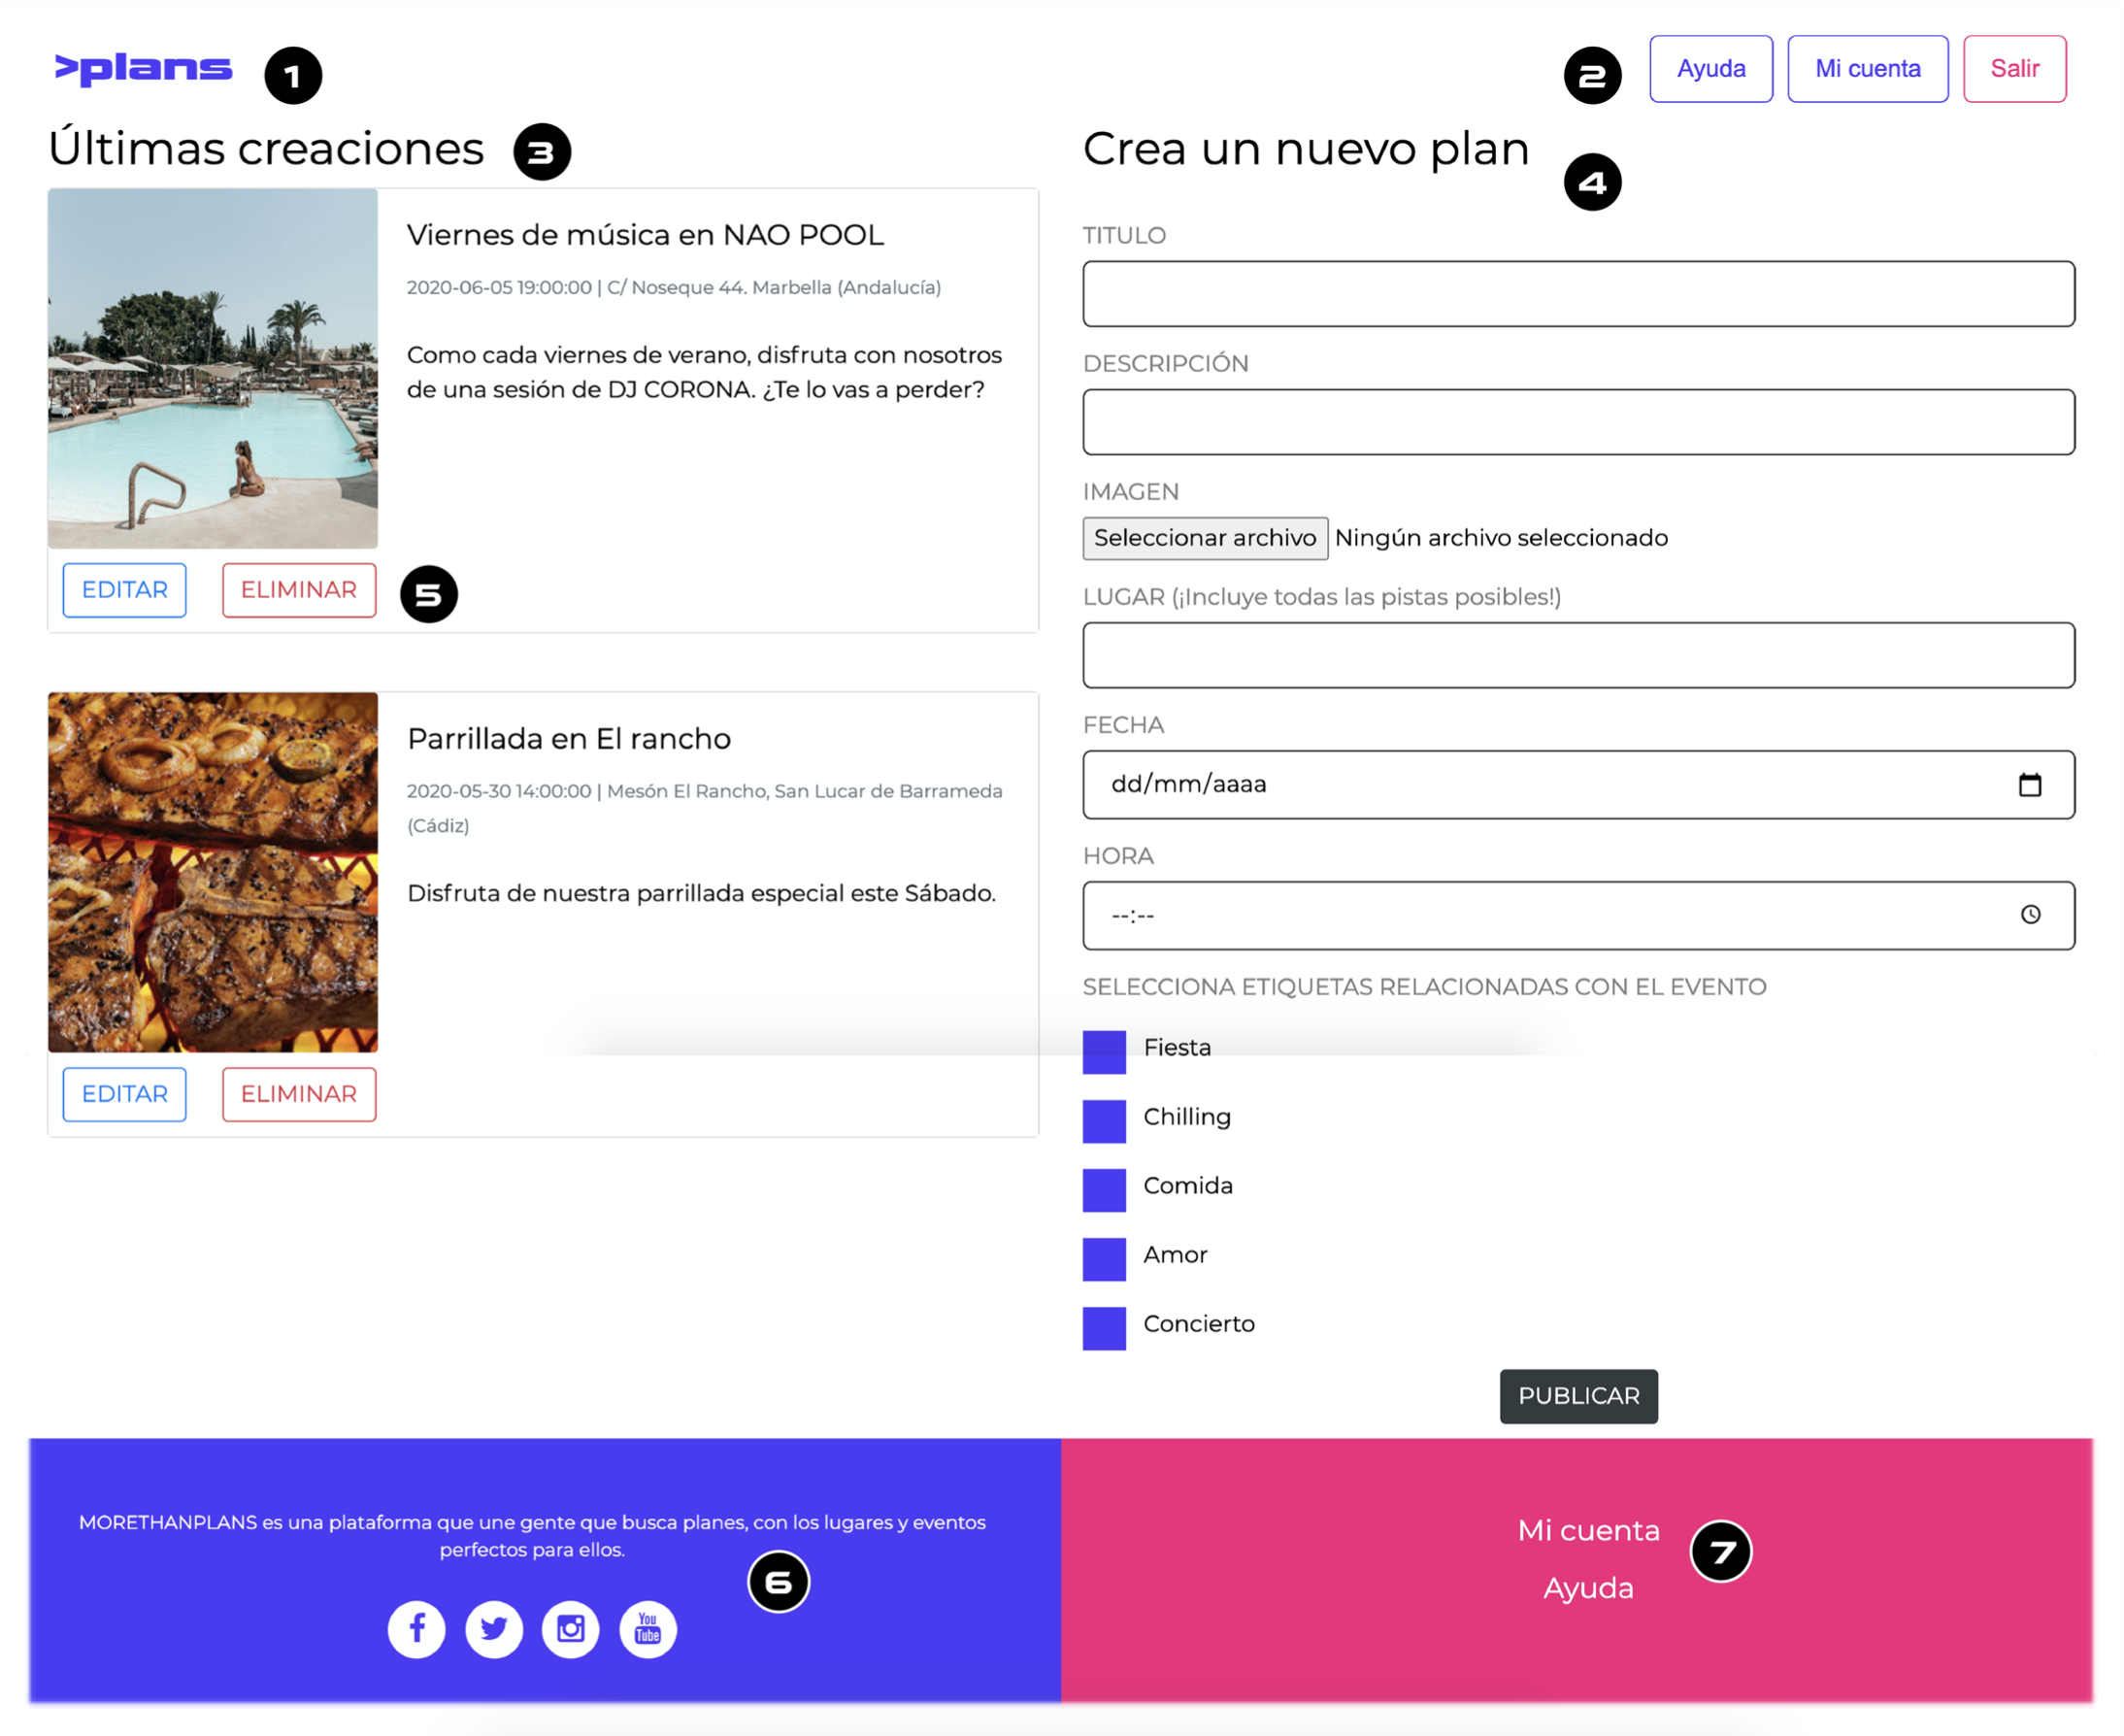 >plans
1
2
Ayuda
Mi cuenta
Salir
Últimas creaciones
3
Viernes de música en NAO POOL
2020-06-05 19:00:00 | C/ Noseque 44. Marbella (Andalucía)
Como cada viernes de verano, disfruta con nosotros
de una sesión de DJ CORONA. ¿Te lo vas a perder?
EDITAR
ELIMINAR
5
Parrillada en El rancho
2020-05-30 14:00:00 | Mesón El Rancho, San Lucar de Barrameda
(Cádiz)
Disfruta de nuestra parrillada especial este Sábado.
EDITAR
ELIMINAR
Crea un nuevo plan
4
TITULO
DESCRIPCIÓN
IMAGEN
Seleccionar archivo Ningún archivo seleccionado
LUGAR (¡Incluye todas las pistas posibles!)
FECHA
dd/mm/aaaa
HORA
--:--
SELECCIONA ETIQUETAS RELACIONADAS CON EL EVENTO
Fiesta
Chilling
Comida
Amor
Concierto
PUBLICAR
MORETHANPLANS es una plataforma que une gente que busca planes, con los lugares y eventos
perfectos para ellos.
6
You
Tube
Mi cuenta
7
Ayuda